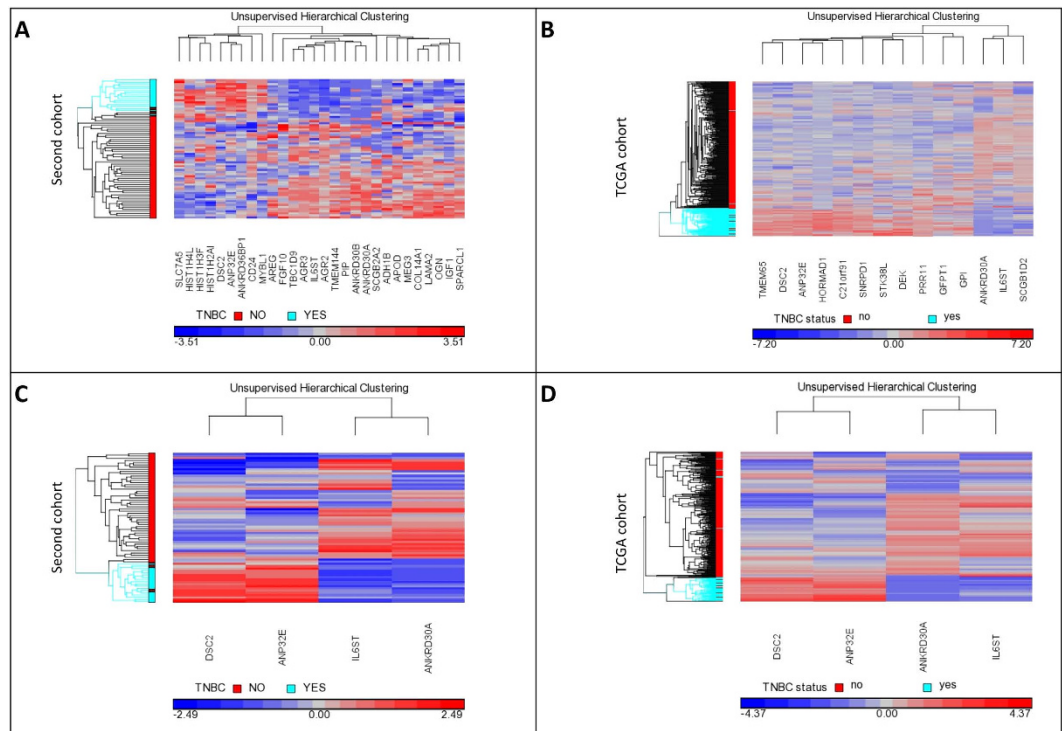 A
Unsupervised Hierarchical Clustering
Second cohort
SLC7A5
HIST1H4L
HIST1H3F
HIST1H2AI
DSC2
ANP32E
ANKRD36BP1
CD24
MYBL1
AREG
FGF10
TBC1D9
AGR3
IL6ST
AGR2
TMEM144
PIP
ANKRD30B
ANKRD30A
SCGB2A2
ADH1B
APOD
MEG3
COL14A1
LAMA2
OGN
IGF1
SPARCL1
TNBC NO YES
-3.51 0.00 3.51
B
Unsupervised Hierarchical Clustering
TCGA cohort
TMEM65
DSC2
ANP32E
HORMAD1
C21orf91
SNRPD1
STK38L
DEK
PRR11
GFPT1
GPI
ANKRD30A
IL6ST
SCGB1D2
TNBC status no yes
-7.20 0.00 7.20
C
Unsupervised Hierarchical Clustering
Second cohort
DSC2
ANP32E
IL6ST
ANKRD30A
TNBC NO YES
-2.49 0.00 2.49
D
Unsupervised Hierarchical Clustering
TCGA cohort
DSC2
ANP32E
ANKRD30A
IL6ST
TNBC status no yes
-4.37 0.00 4.37